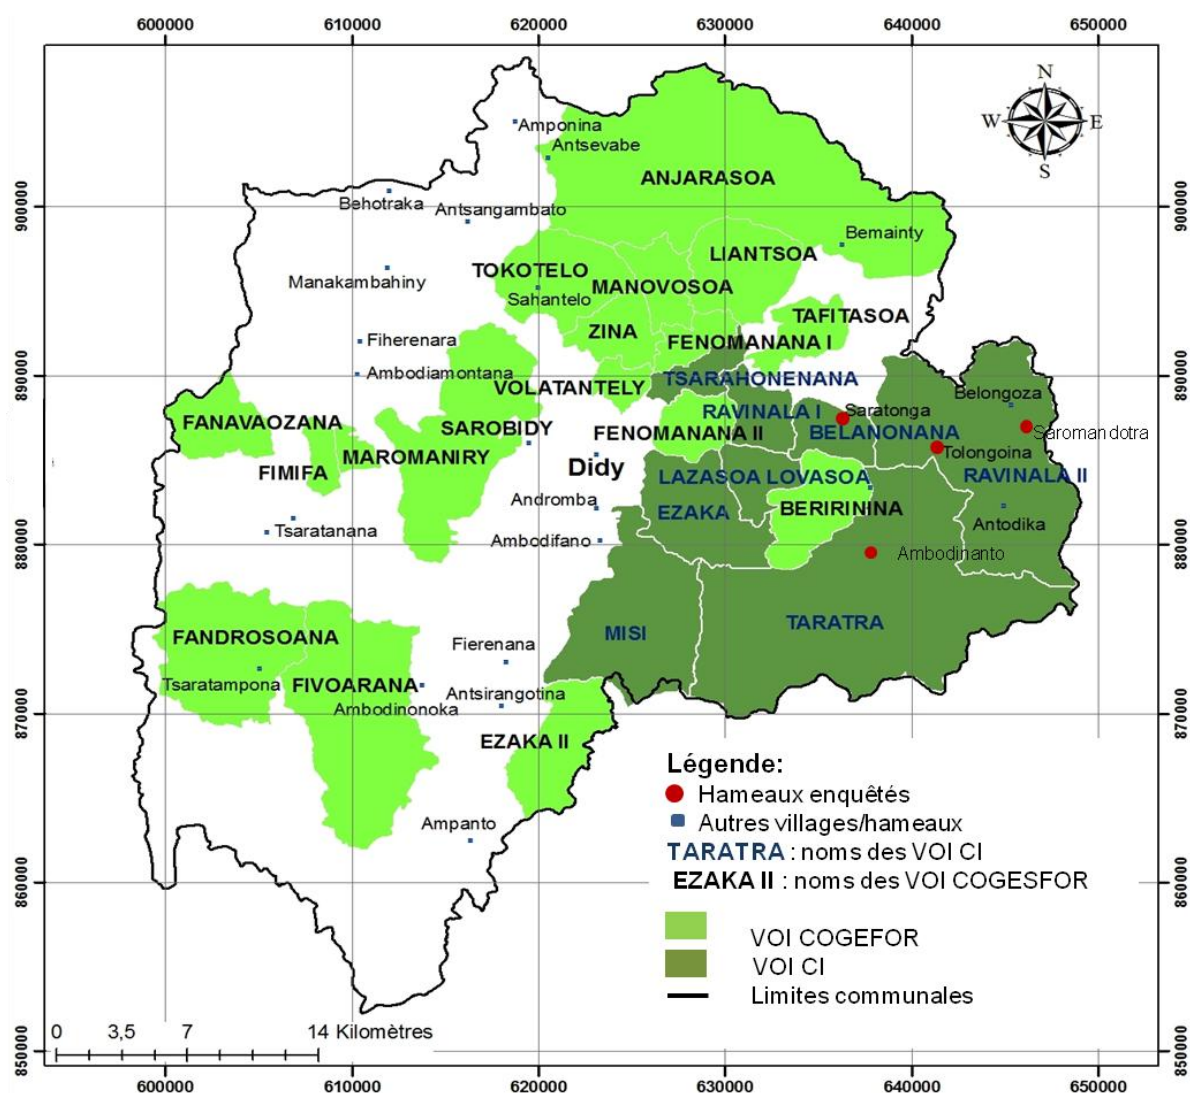 600000 610000 620000 630000 640000 650000
N
W E
S
Amponina
Antsevabe
ANJARASOA
900000 900000
Behotraka
Antsangambato
Bemainty
LIANTSOA
TOKOTELO
Manakambahiny
MANOVOSOA
Sahantelo
TAFITASOA
ZINA
Fiherenara
FENOMANANA I
890000 890000
Ambodiamontana
TSARAHONENANA
VOLATANTELY
Belongoza
RAVINALA I
Saratonga
FANAVAOZANA
SAROBIDY
FENOMANANA II
BELANONANA
Saromandotra
MAROMANIRY
Tolongoina
Didy
FIMIFA
LAZASOA LOVASOA
RAVINALA II
Andromba
EZAKA
BERIRININA
Antodika
Tsaratanana
Ambodifano
880000 880000
Ambodinanto
TARATRA
MISI
FANDROSOANA
Fierenana
Tsaratampona
FIVOARANA
Antsirangotina
Ambodinonoka
870000 870000
EZAKA II
Légende:
Hameaux enquêtés
Ampanto
Autres villages/hameaux
TARATRA : noms des VOI CI
EZAKA II : noms des VOI COGESFOR
860000 860000
VOI COGEFOR
VOI CI
Limites communales
0 3,5 7 14 Kilomètres
850000 850000
600000 610000 620000 630000 640000 650000